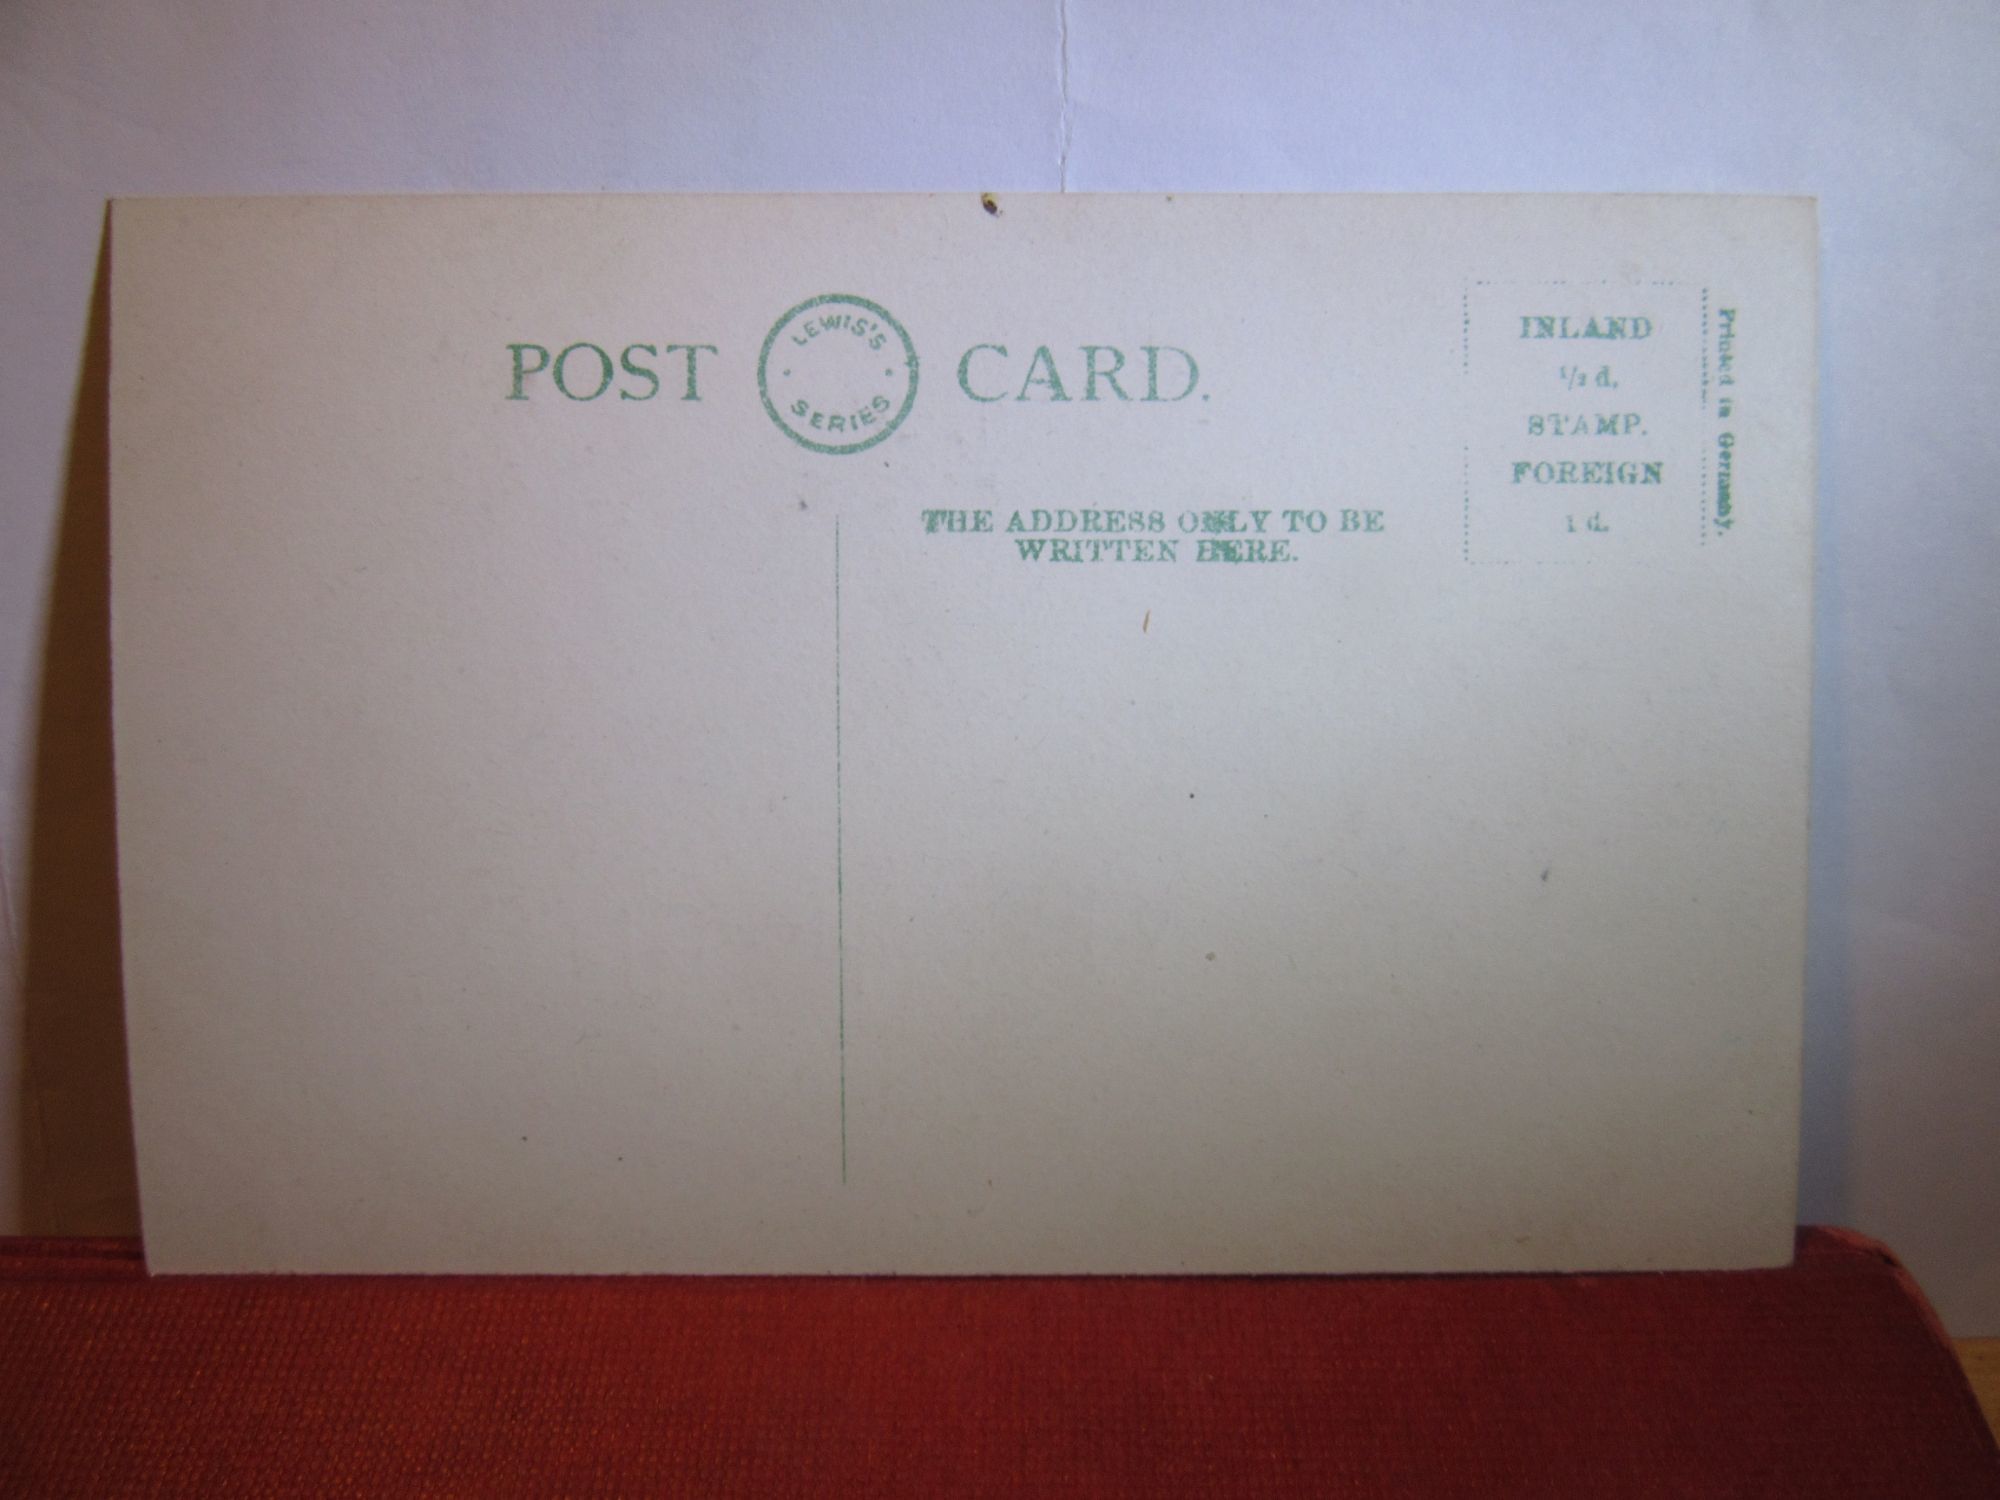 POST CARD.
LEWIS'S
SERIES
INLAND
1/2 d.
STAMP.
FOREIGN
1 d.
Printed in Germany.
THE ADDRESS ONLY TO BE
WRITTEN HERE.